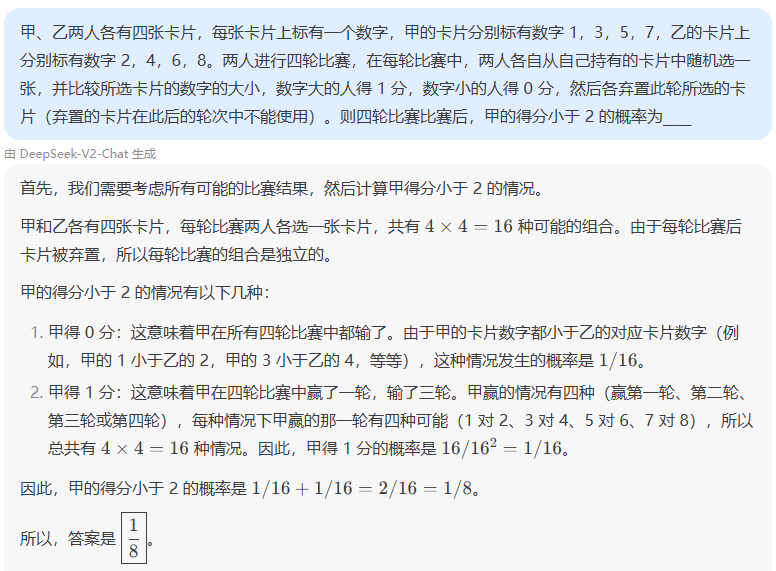 甲、乙两人各有四张卡片，每张卡片上标有一个数字，甲的卡片分别标有数字 1，3，5，7，乙的卡片上
分别标有数字 2，4，6，8。两人进行四轮比赛，在每轮比赛中，两人各自从自己持有的卡片中随机选一
张，并比较所选卡片的数字的大小，数字大的人得 1 分，数字小的人得 0 分，然后各弃置此轮所选的卡
片（弃置的卡片在此后的轮次中不能使用）。则四轮比赛比赛后，甲的得分小于 2 的概率为____
由 DeepSeek-V2-Chat 生成
首先，我们需要考虑所有可能的比赛结果，然后计算甲得分小于 2 的情况。
甲和乙各有四张卡片，每轮比赛两人各选一张卡片，共有 4 × 4 = 16 种可能的组合。由于每轮比赛后
卡片被弃置，所以每轮比赛的组合是独立的。
甲的得分小于 2 的情况有以下几种：
1. 甲得 0 分：这意味着甲在所有四轮比赛中都输了。由于甲的卡片数字都小于乙的对应卡片数字（例
如，甲的 1 小于乙的 2，甲的 3 小于乙的 4，等等），这种情况发生的概率是 1/16。
2. 甲得 1 分：这意味着甲在四轮比赛中赢了一轮，输了三轮。甲赢的情况有四种（赢第一轮、第二轮、
第三轮或第四轮），每种情况下甲赢的那一轮有四种可能（1 对 2、3 对 4、5 对 6、7 对 8），所以
总共有 4 × 4 = 16 种情况。因此，甲得 1 分的概率是 16/16² = 1/16。
因此，甲的得分小于 2 的概率是 1/16 + 1/16 = 2/16 = 1/8。
所以，答案是 1/8。